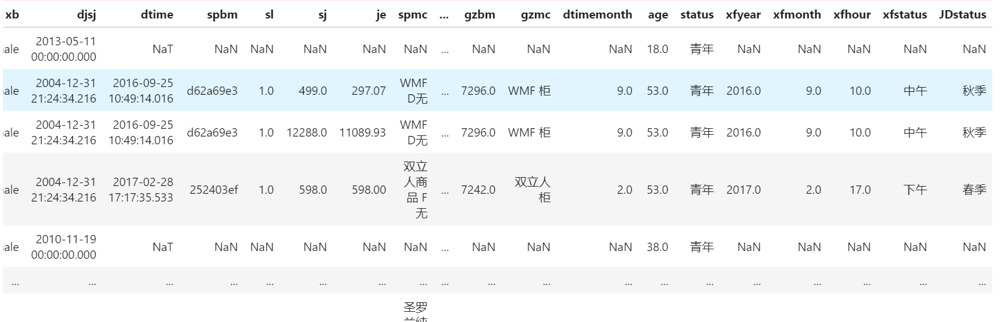 xb djsj dtime spbm sl sj je spmc ... gzbm gzmc dtimemonth age status xfyear xfmonth xfhour xfstatus JDstatus
ale 2013-05-11 00:00:00.000 NaT NaN NaN NaN NaN NaN ... NaN NaN NaN 18.0 青年 NaN NaN NaN NaN NaN
ale 2004-12-31 21:24:34.216 2016-09-25 10:49:14.016 d62a69e3 1.0 499.0 297.07 WMF D无 ... 7296.0 WMF 柜 9.0 53.0 青年 2016.0 9.0 10.0 中午 秋季
ale 2004-12-31 21:24:34.216 2016-09-25 10:49:14.016 d62a69e3 1.0 12288.0 11089.93 WMF D无 ... 7296.0 WMF 柜 9.0 53.0 青年 2016.0 9.0 10.0 中午 秋季
ale 2004-12-31 21:24:34.216 2017-02-28 17:17:35.533 252403ef 1.0 598.0 598.00 双立人商品 F无 ... 7242.0 双立人柜 2.0 53.0 青年 2017.0 2.0 17.0 下午 春季
ale 2010-11-19 00:00:00.000 NaT NaN NaN NaN NaN NaN ... NaN NaN NaN 38.0 青年 NaN NaN NaN NaN NaN
... ... ... ... ... ... ... ... ... ... ... ... ... ... ... ... ... ... ...
圣罗